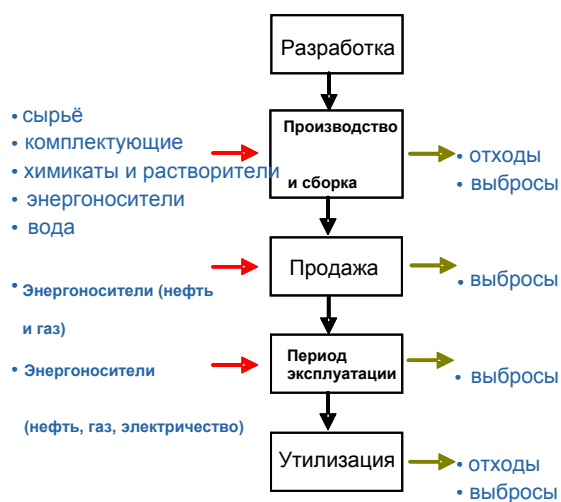 Разработка
• сырьё
• комплектующие
• химикаты и растворители
• энергоносители
• вода
Производство
и сборка
• отходы
• выбросы
Продажа
• выбросы
• Энергоносители (нефть
и газ)
Период
эксплуатации
• выбросы
• Энергоносители
(нефть, газ, электричество)
Утилизация
• отходы
• выбросы